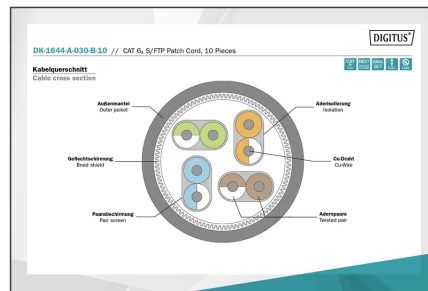 DIGITUS®
DK-1644-A-030-B-10 // CAT 6A S/FTP Patch Cord, 10 Pieces
Kabelquerschnitt
Cable cross section
CAT
Außenmantel
Outer jacket
Aderisolierung
Isolation
Geflechtschirmung
Braid shield
Cu-Draht
Cu-Wire
Paarabschirmung
Pair screen
Adernpaare
Twisted pair